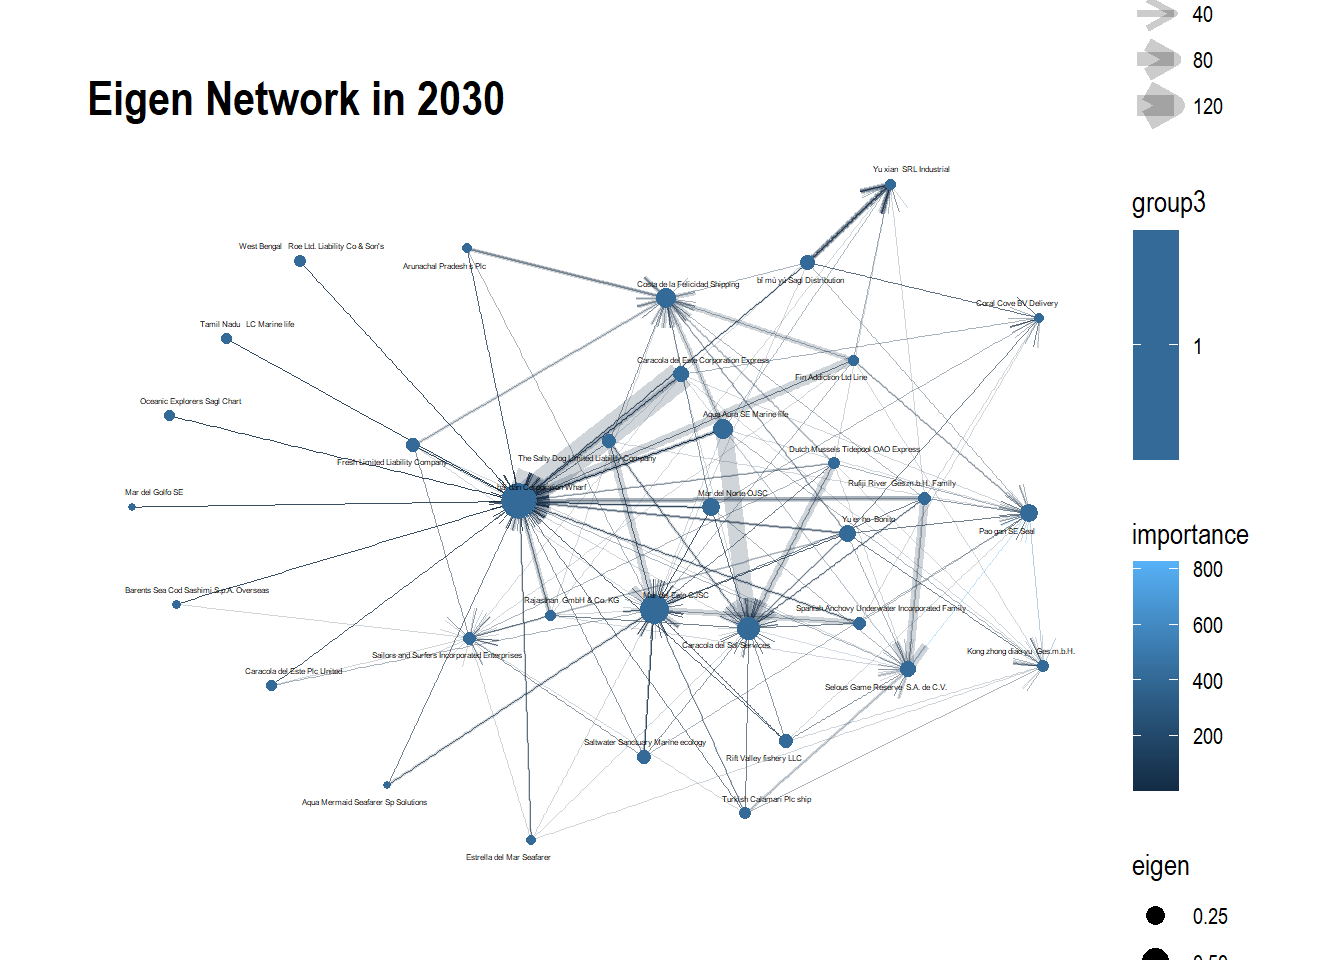 40
80
120
Eigen Network in 2030
Yu xian SRL Industrial
group3
West Bengal Roe Ltd. Liability Co & Son's
Arunachal Pradesh s Plc
Costa de la Felicidad Shipping
bǐ mù yú Sagl Distribution
Coral Cove BV Delivery
Tamil Nadu LC Marine life
1
Caracola del Este Corporation Express
Fin Addiction Ltd Line
Oceanic Explorers Sagl Chart
Aqua Aura SE Marine life
Dutch Mussels Tidepool OAO Express
The Salty Dog Limited Liability Company
Fresh Limited Liability Company
Rufiji River Ges.m.b.H. Family
Corporation Wharf
Mar del Golfo SE
Mar del Norte OJSC
Yu er he Bonito
Pao gan SE Seal
importance
800
600
400
200
Barents Sea Cod Sashimi S.p.A. Overseas
Mar del Este OJSC
Rajasthan GmbH & Co. KG
Spanish Anchovy Underwater Incorporated Family
Caracola del Sol Services
Kong zhong diao yu Ges.m.b.H.
Sailors and Surfers Incorporated Enterprises
Caracola del Este Plc United
Selous Game Reserve S.A. de C.V.
Saltwater Sanctuary Marine ecology
Rift Valley fishery LLC
Aqua Mermaid Seafarer Sp Solutions
Turkish Calamari Plc ship
Estrella del Mar Seafarer
eigen
0.25
0.50